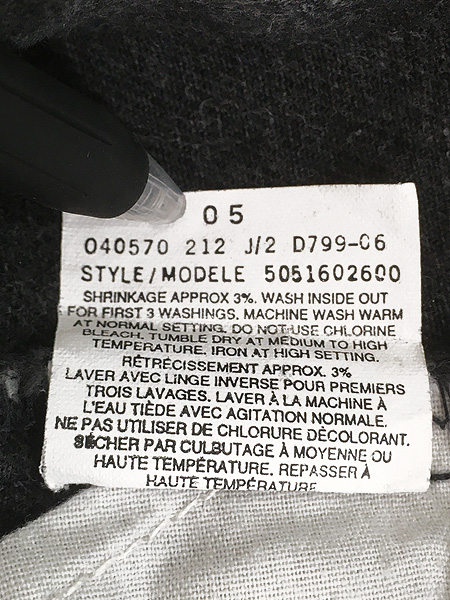 05
040570 212 J/2 D799-06
STYLE/MODELE 5051602600
SHRINKAGE APPROX 3%. WASH INSIDE OUT
FOR FIRST 3 WASHINGS. MACHINE WASH WARM
AT NORMAL SETTING. DO NOT USE CHLORINE
BLEACH. TUMBLE DRY AT MEDIUM TO HIGH
TEMPERATURE. IRON AT HIGH SETTING.
RÉTRÉCISSEMENT APPROX. 3%
LAVER AVEC LINGE INVERSE POUR PREMIERS
TROIS LAVAGES. LAVER À LA MACHINE À
L'EAU TIÈDE AVEC AGITATION NORMALE.
NE PAS UTILISER DE CHLORURE DÉCOLORANT.
SÉCHER PAR CULBUTAGE À MOYENNE OU
HAUTE TEMPÉRATURE. REPASSER À
HAUTE TEMPÉRATURE.